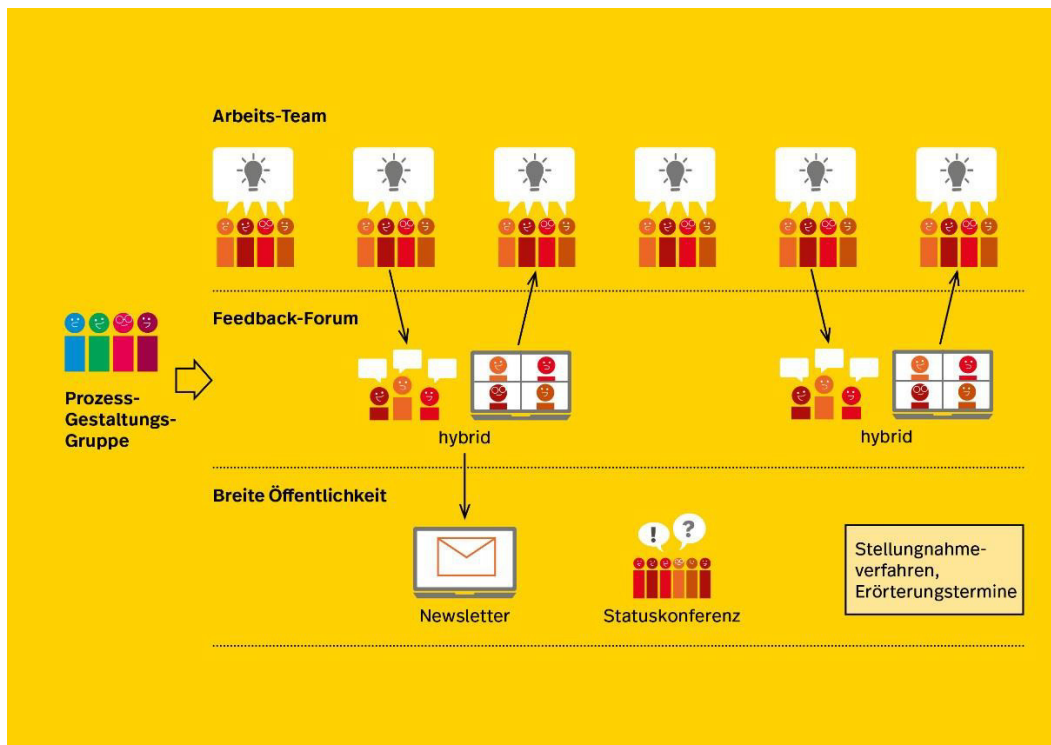 Arbeits-Team
Feedback-Forum
Prozess-
Gestaltungs-
Gruppe
hybrid
hybrid
Breite Öffentlichkeit
! ?
Newsletter
Statuskonferenz
Stellungnahme-
verfahren,
Erörterungstermine